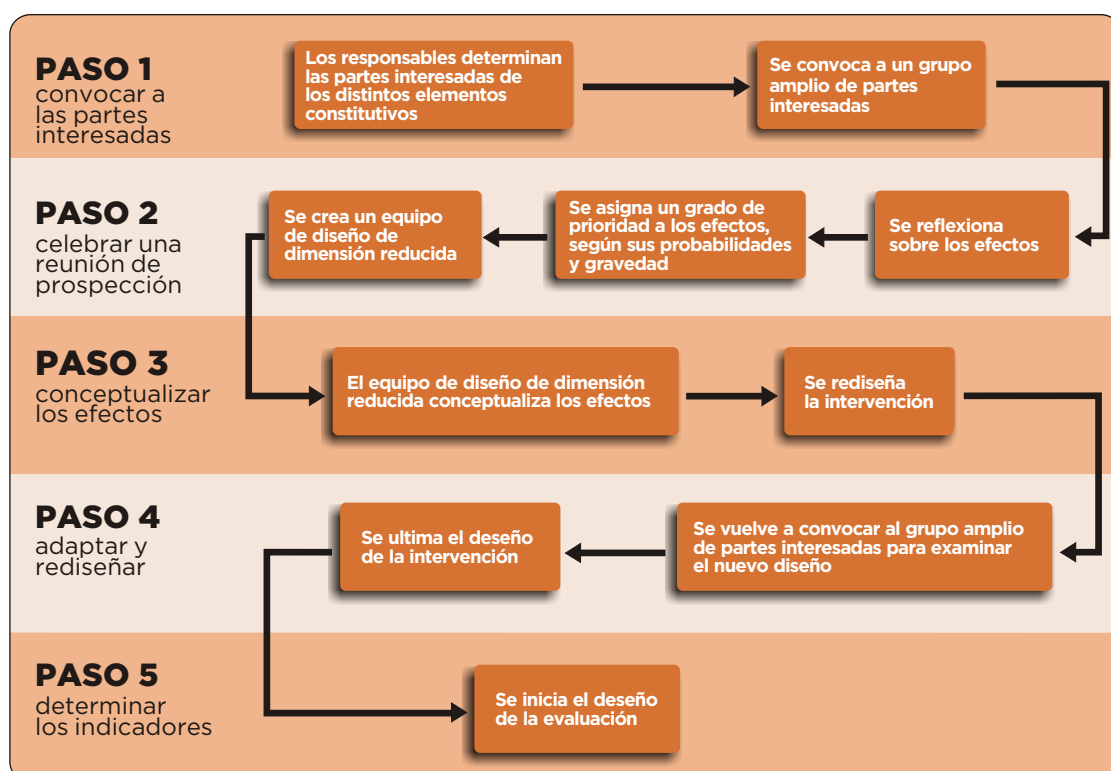 PASO 1
convocar a
las partes
interesadas
Los responsables determinan
las partes interesadas de
los distintos elementos
constitutivos
Se convoca a un grupo
amplio de partes
interesadas
PASO 2
celebrar una
reunión de
prospección
Se crea un equipo
de diseño de
dimensión reducida
Se asigna un grado de
prioridad a los efectos,
según sus probabilidades
y gravedad
Se reflexiona
sobre los efectos
PASO 3
conceptualizar
los efectos
El equipo de diseño de dimensión
reducida conceptualiza los efectos
Se rediseña
la intervención
PASO 4
adaptar y
rediseñar
Se ultima el deseño
de la intervención
Se vuelve a convocar al grupo amplio
de partes interesadas para examinar
el nuevo diseño
PASO 5
determinar
los indicadores
Se inicia el deseño
de la evaluación